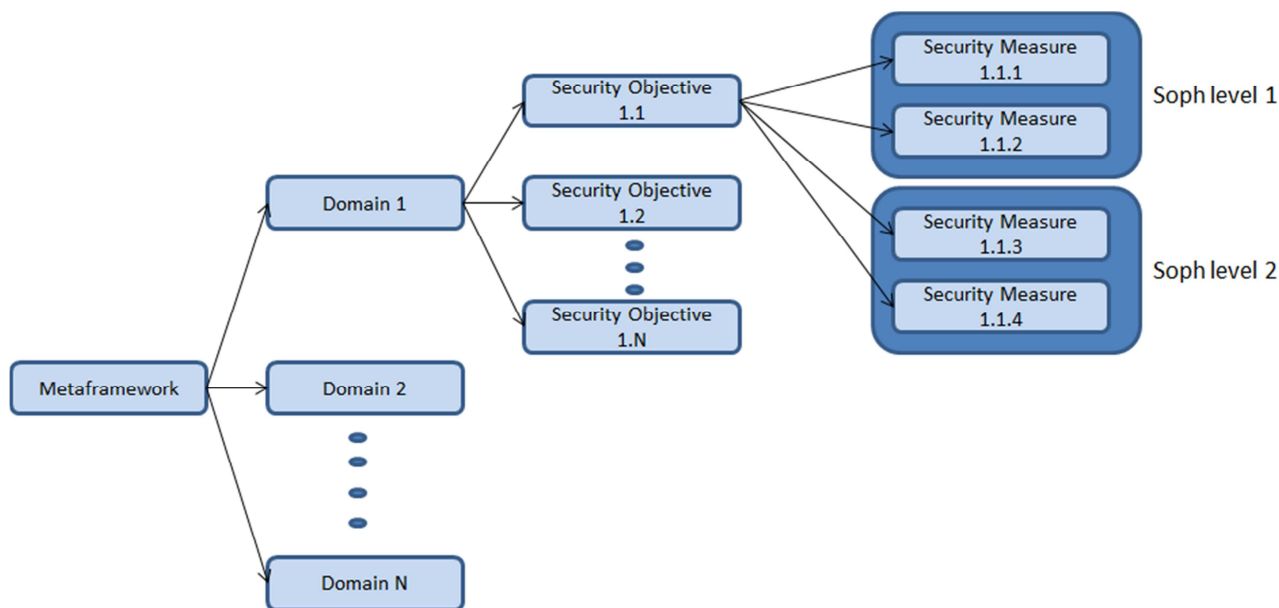 Security Measure
1.1.1
Soph level 1
Security Objective
1.1
Security Measure
1.1.2
Domain 1
Security Objective
1.2
Security Measure
1.1.3
Soph level 2
Security Measure
1.1.4
Security Objective
1.N
Metaframework
Domain 2
Domain N